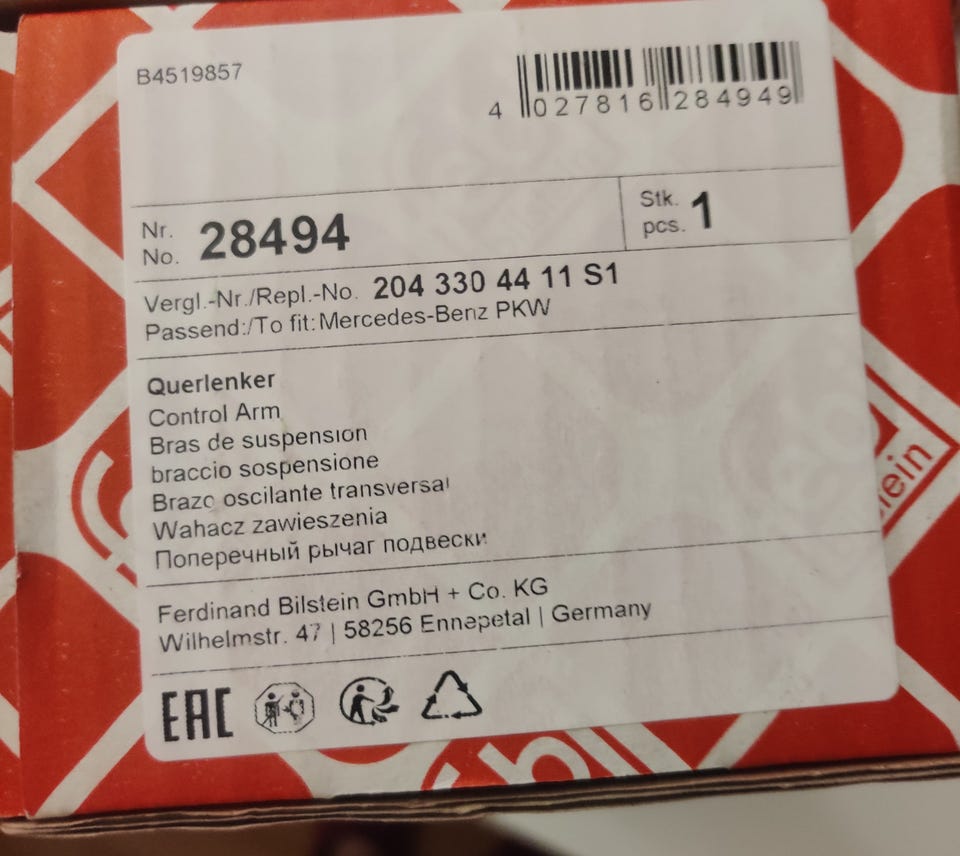 B4519857
4 027816 284949
Nr.
No. 28494
Stk.
pcs. 1
Vergl.-Nr./Repl.-No. 204 330 44 11 S1
Passend:/To fit: Mercedes-Benz PKW
Querlenker
Control Arm
Bras de suspension
braccio sospensione
Brazo oscilante transversal
Wahacz zawieszenia
Поперечный рычаг подвески
Ferdinand Bilstein GmbH + Co. KG
Wilhelmstr. 47 | 58256 Ennepetal | Germany
EAC